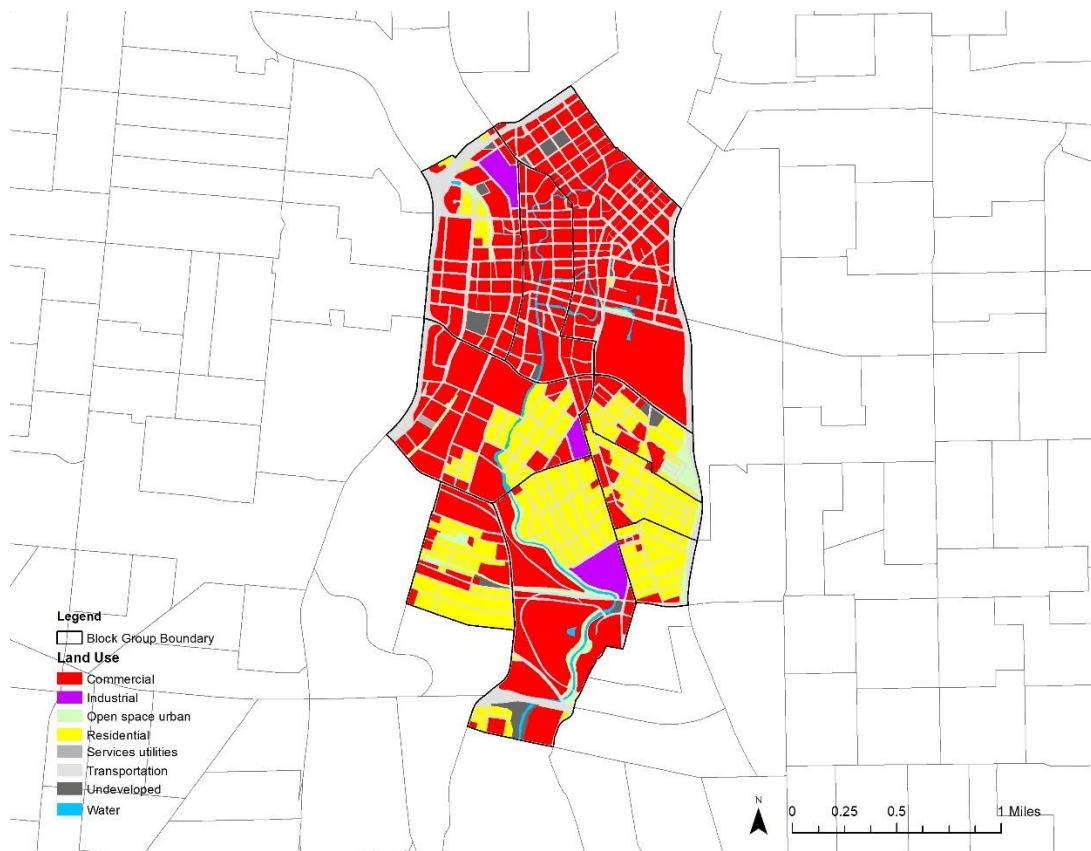 Legend
Block Group Boundary
Land Use
Commercial
Industrial
Open space urban
Residential
Services utilities
Transportation
Undeveloped
Water
N
0 0.25 0.5 1 Miles